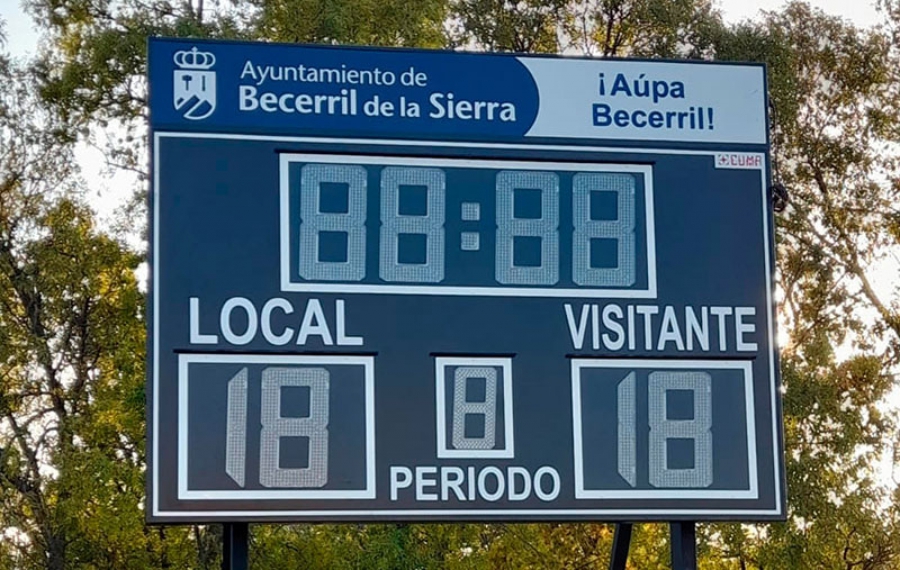 Ayuntamiento de
Becerril de la Sierra
¡Aúpa
Becerril!
CUMA
88:88
LOCAL
VISITANTE
18
8
18
PERIODO